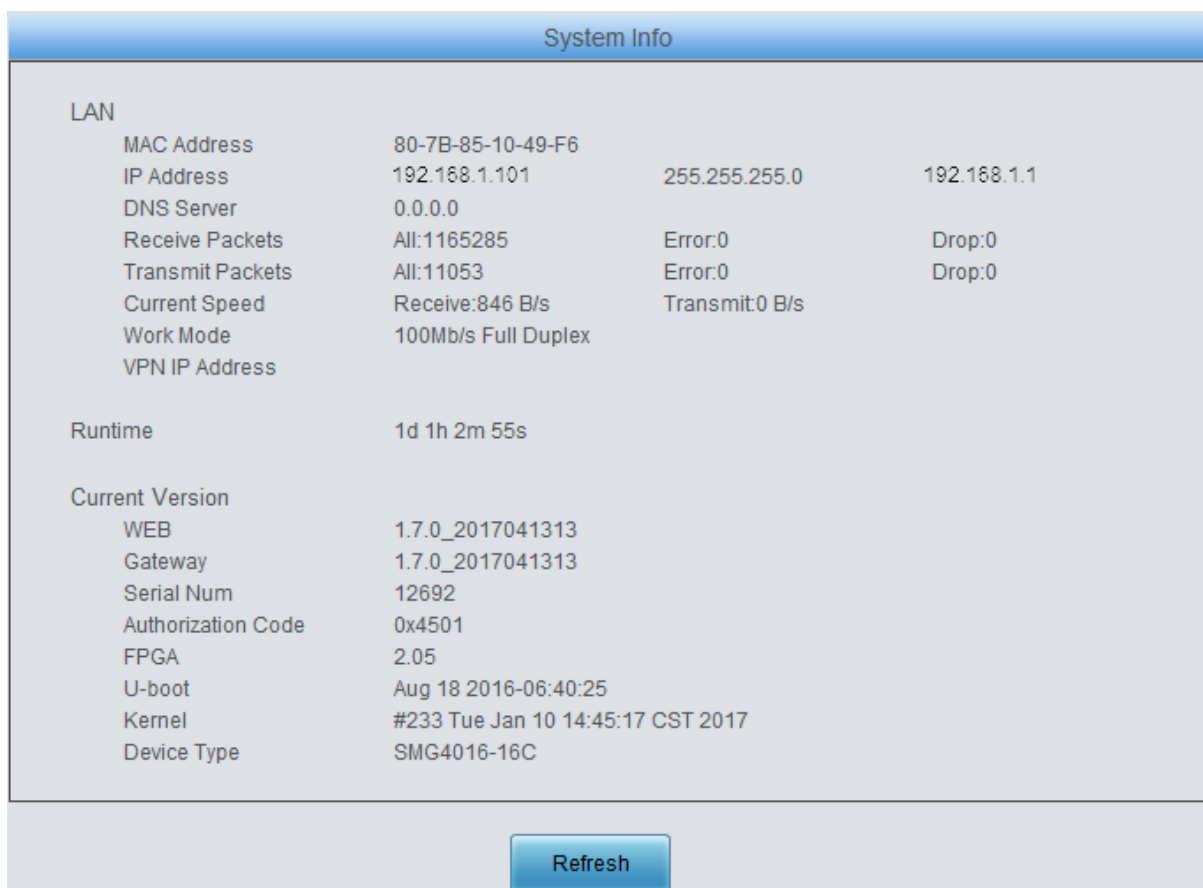 System Info
LAN
MAC Address 80-7B-85-10-49-F6
IP Address 192.168.1.101 255.255.255.0 192.168.1.1
DNS Server 0.0.0.0
Receive Packets All:1165285 Error:0 Drop:0
Transmit Packets All:11053 Error:0 Drop:0
Current Speed Receive:846 B/s Transmit:0 B/s
Work Mode 100Mb/s Full Duplex
VPN IP Address
Runtime 1d 1h 2m 55s
Current Version
WEB 1.7.0_2017041313
Gateway 1.7.0_2017041313
Serial Num 12692
Authorization Code 0x4501
FPGA 2.05
U-boot Aug 18 2016-06:40:25
Kernel #233 Tue Jan 10 14:45:17 CST 2017
Device Type SMG4016-16C
Refresh